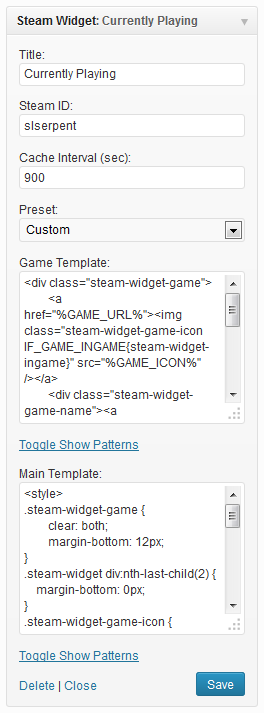 Steam Widget: Currently Playing
Title:
Currently Playing
Steam ID:
slserpent
Cache Interval (sec):
900
Preset:
Custom
Game Template:
<div class="steam-widget-game">
<a
href="%GAME_URL%"><img
class="steam-widget-game-icon
IF_GAME_INGAME{steam-widget-
ingame}" src="%GAME_ICON%"
/></a>
<div class="steam-widget-
game-name"><a
Toggle Show Patterns
Main Template:
<style>
.steam-widget-game {
clear: both;
margin-bottom: 12px;
}
.steam-widget div:nth-last-child(2) {
margin-bottom: 0px;
}
.steam-widget-game-icon {
Toggle Show Patterns
Delete | Close
Save